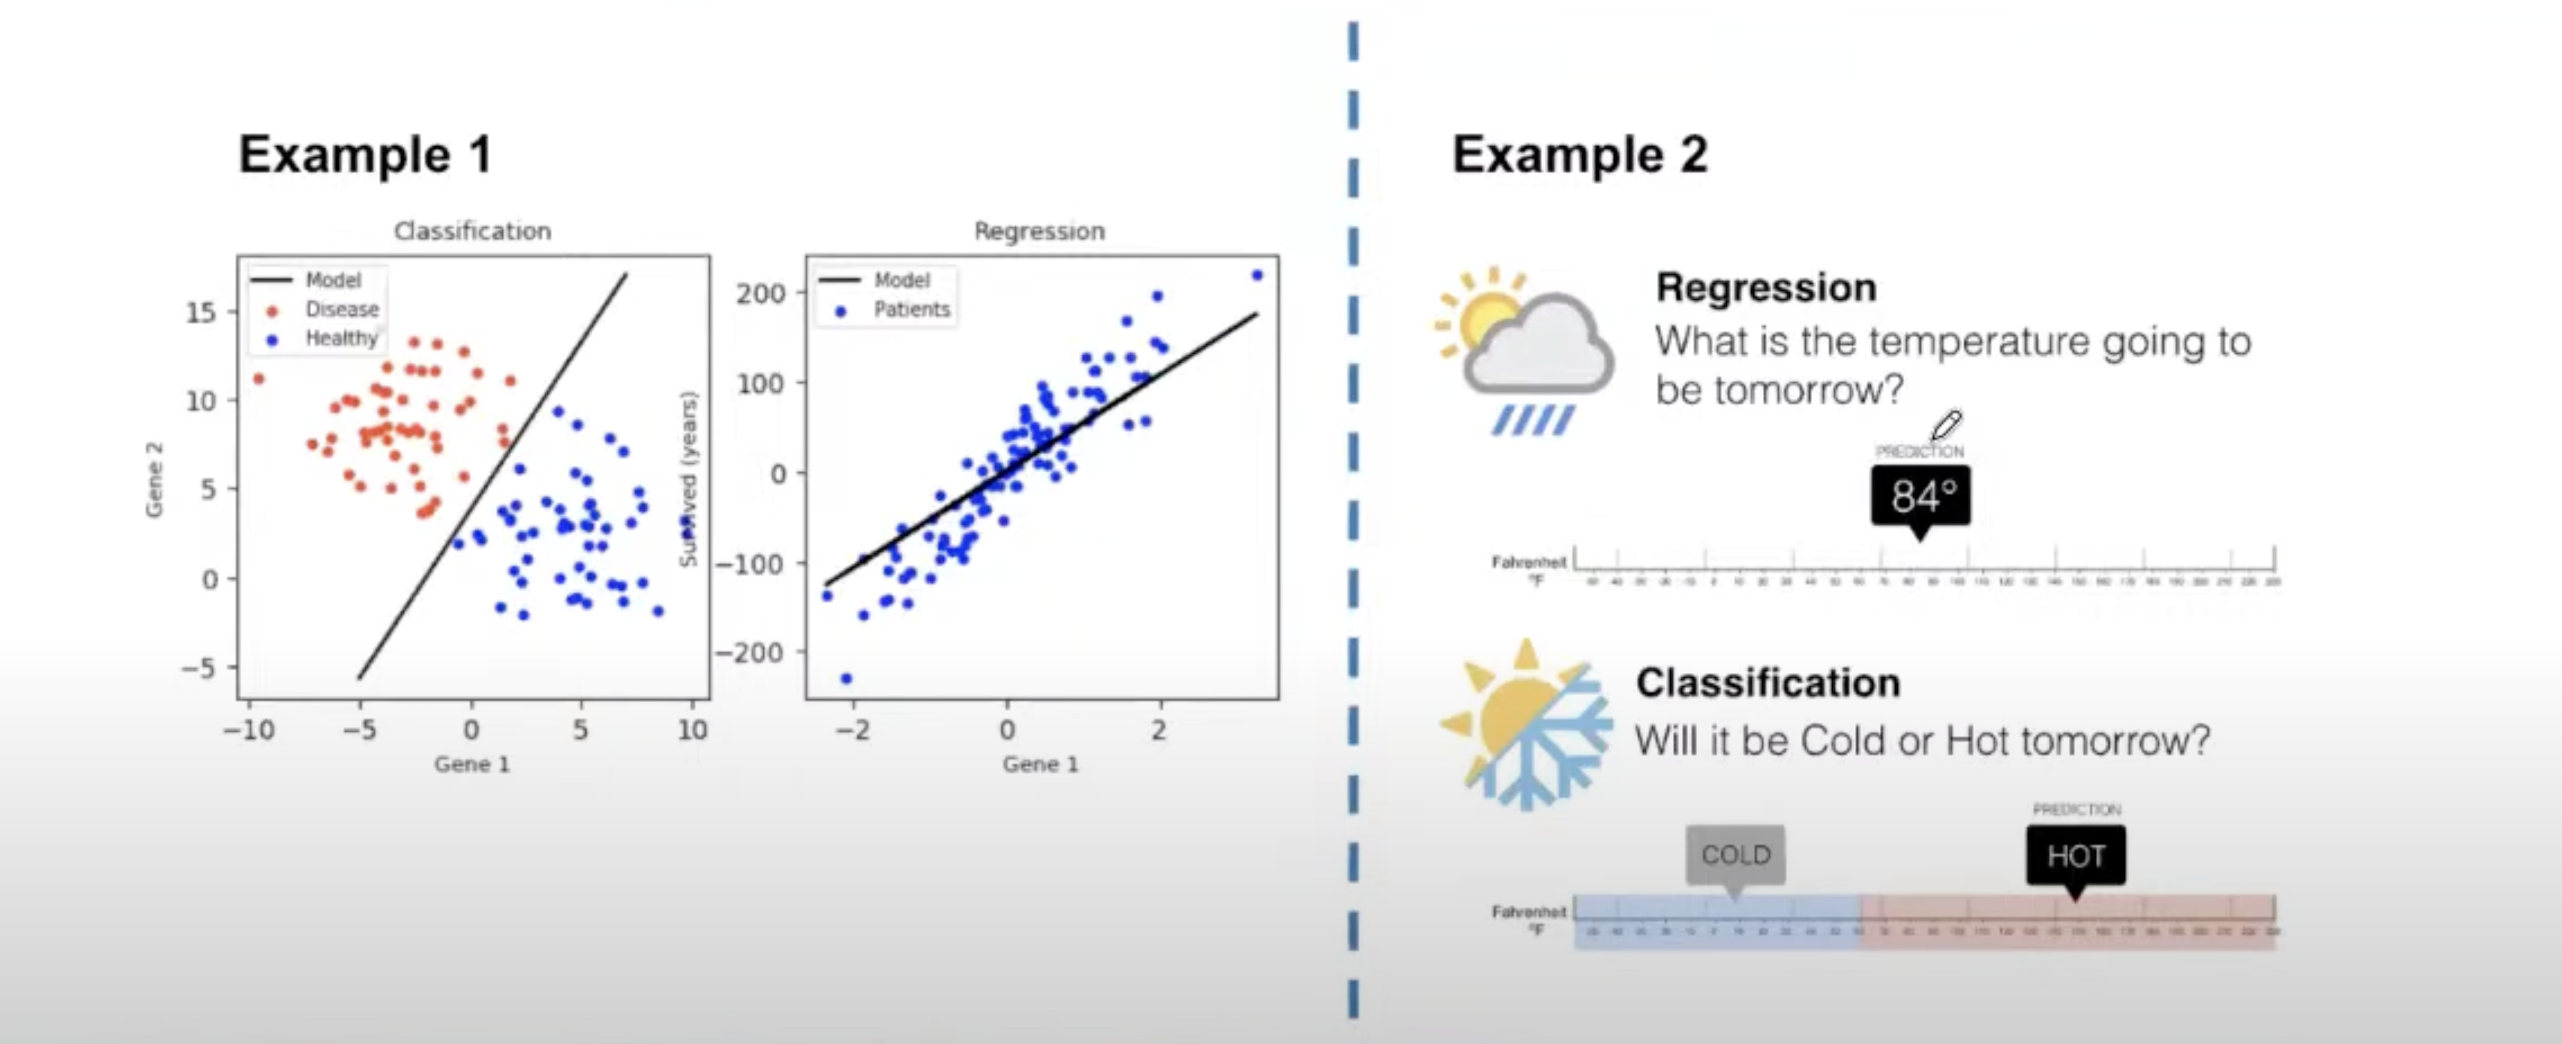 Example 1
Classification
Model
Disease
Healthy
15
10
5
0
−5
Gene 2
−10
−5
0
5
10
Gene 1
Regression
Model
Patients
200
100
0
−100
−200
Survived (years)
−2
0
2
Gene 1
Example 2
Regression
What is the temperature going to
be tomorrow?
PREDICTION
84°
Fahrenheit
°F
Classification
Will it be Cold or Hot tomorrow?
PREDICTION
COLD
HOT
Fahrenheit
°F